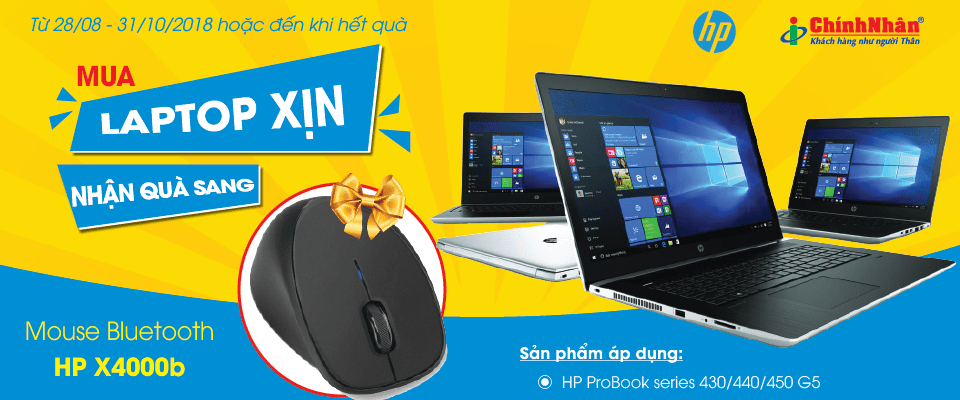 Từ 28/08 - 31/10/2018 hoặc đến khi hết quà
hp
ChínhNhân®
Khách hàng như người Thân
MUA
LAPTOP XỊN
NHẬN QUÀ SANG
Mouse Bluetooth
HP X4000b
Sản phẩm áp dụng:
HP ProBook series 430/440/450 G5